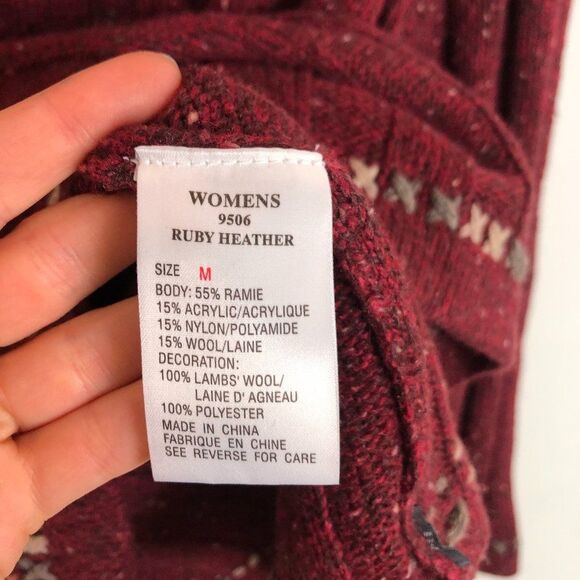 WOMENS
9506
RUBY HEATHER
SIZE M
BODY: 55% RAMIE
15% ACRYLIC/ACRYLIQUE
15% NYLON/POLYAMIDE
15% WOOL/LAINE
DECORATION:
100% LAMBS' WOOL/
LAINE D' AGNEAU
100% POLYESTER
MADE IN CHINA
FABRIQUE EN CHINE
SEE REVERSE FOR CARE